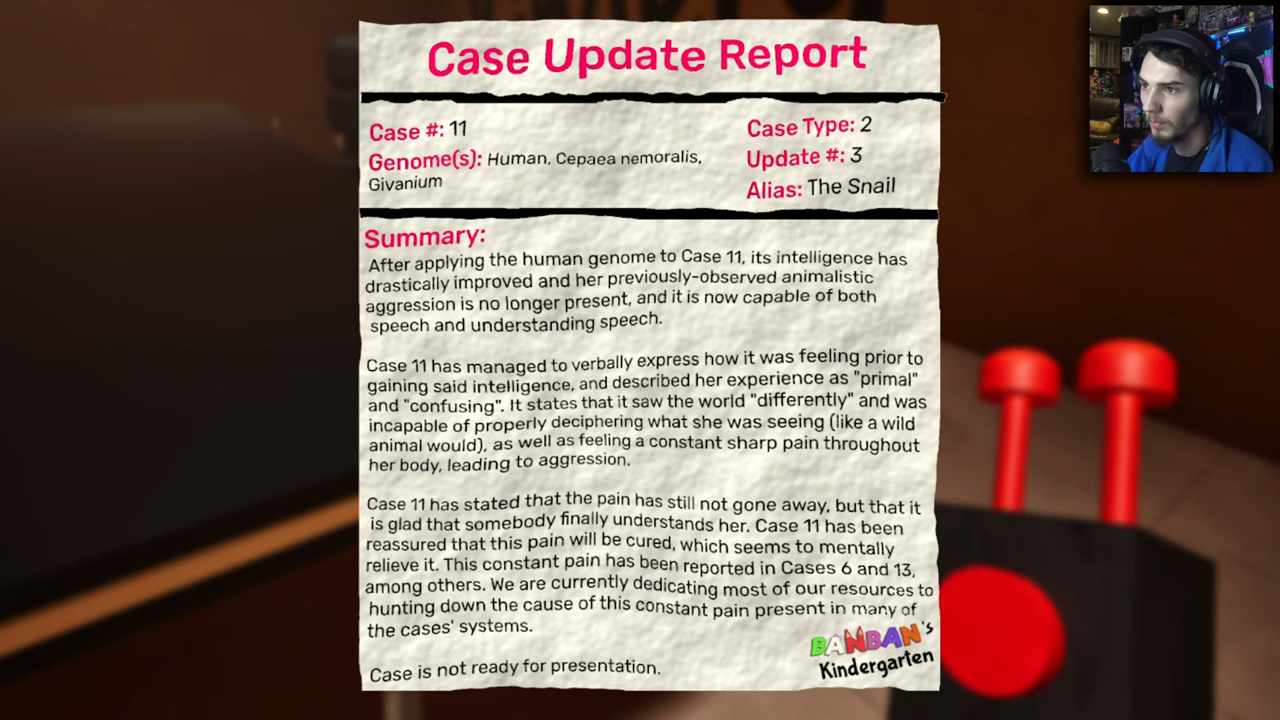 Case Update Report
Case #: 11
Genome(s): Human, Cepaea nemoralis,
Givanium
Case Type: 2
Update #: 3
Alias: The Snail
Summary:
After applying the human genome to Case 11, its intelligence has
drastically improved and her previously-observed animalistic
aggression is no longer present, and it is now capable of both
speech and understanding speech.
Case 11 has managed to verbally express how it was feeling prior to
gaining said intelligence, and described her experience as "primal"
and "confusing". It states that it saw the world "differently" and was
incapable of properly deciphering what she was seeing (like a wild
animal would), as well as feeling a constant sharp pain throughout
her body, leading to aggression.
Case 11 has stated that the pain has still not gone away, but that it
is glad that somebody finally understands her. Case 11 has been
reassured that this pain will be cured, which seems to mentally
relieve it. This constant pain has been reported in Cases 6 and 13,
among others. We are currently dedicating most of our resources to
hunting down the cause of this constant pain present in many of
the cases' systems.
Case is not ready for presentation.
BANBAN's
Kindergarten